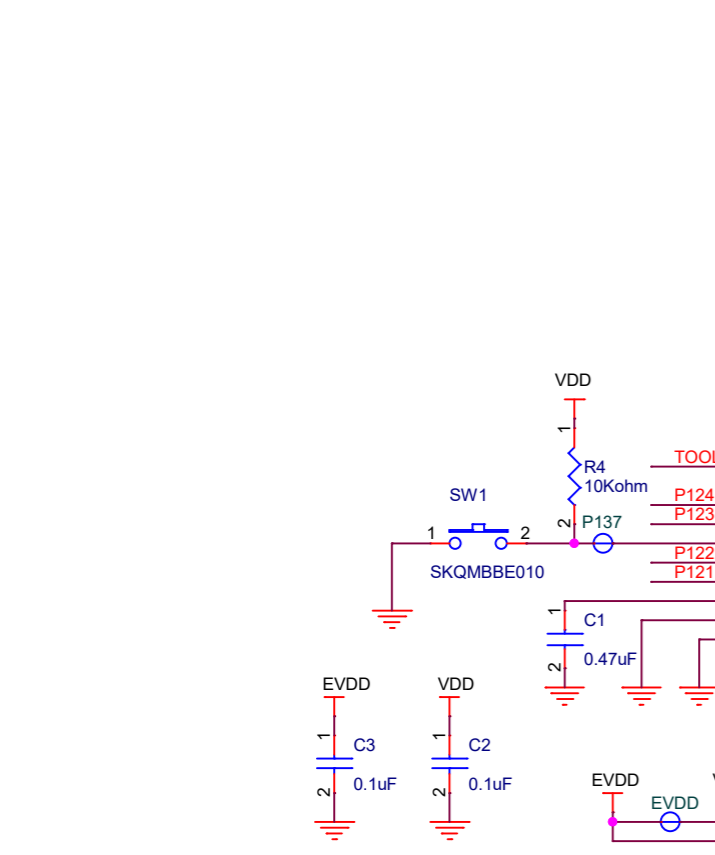 VDD
1
R4
10Kohm
2
TOOL
P124
P123
SW1
P137
1
2
SKQMBBE010
P122
P121
1
C1
0.47uF
2
EVDD
VDD
1
C3
0.1uF
2
1
C2
0.1uF
2
EVDD
EVDD